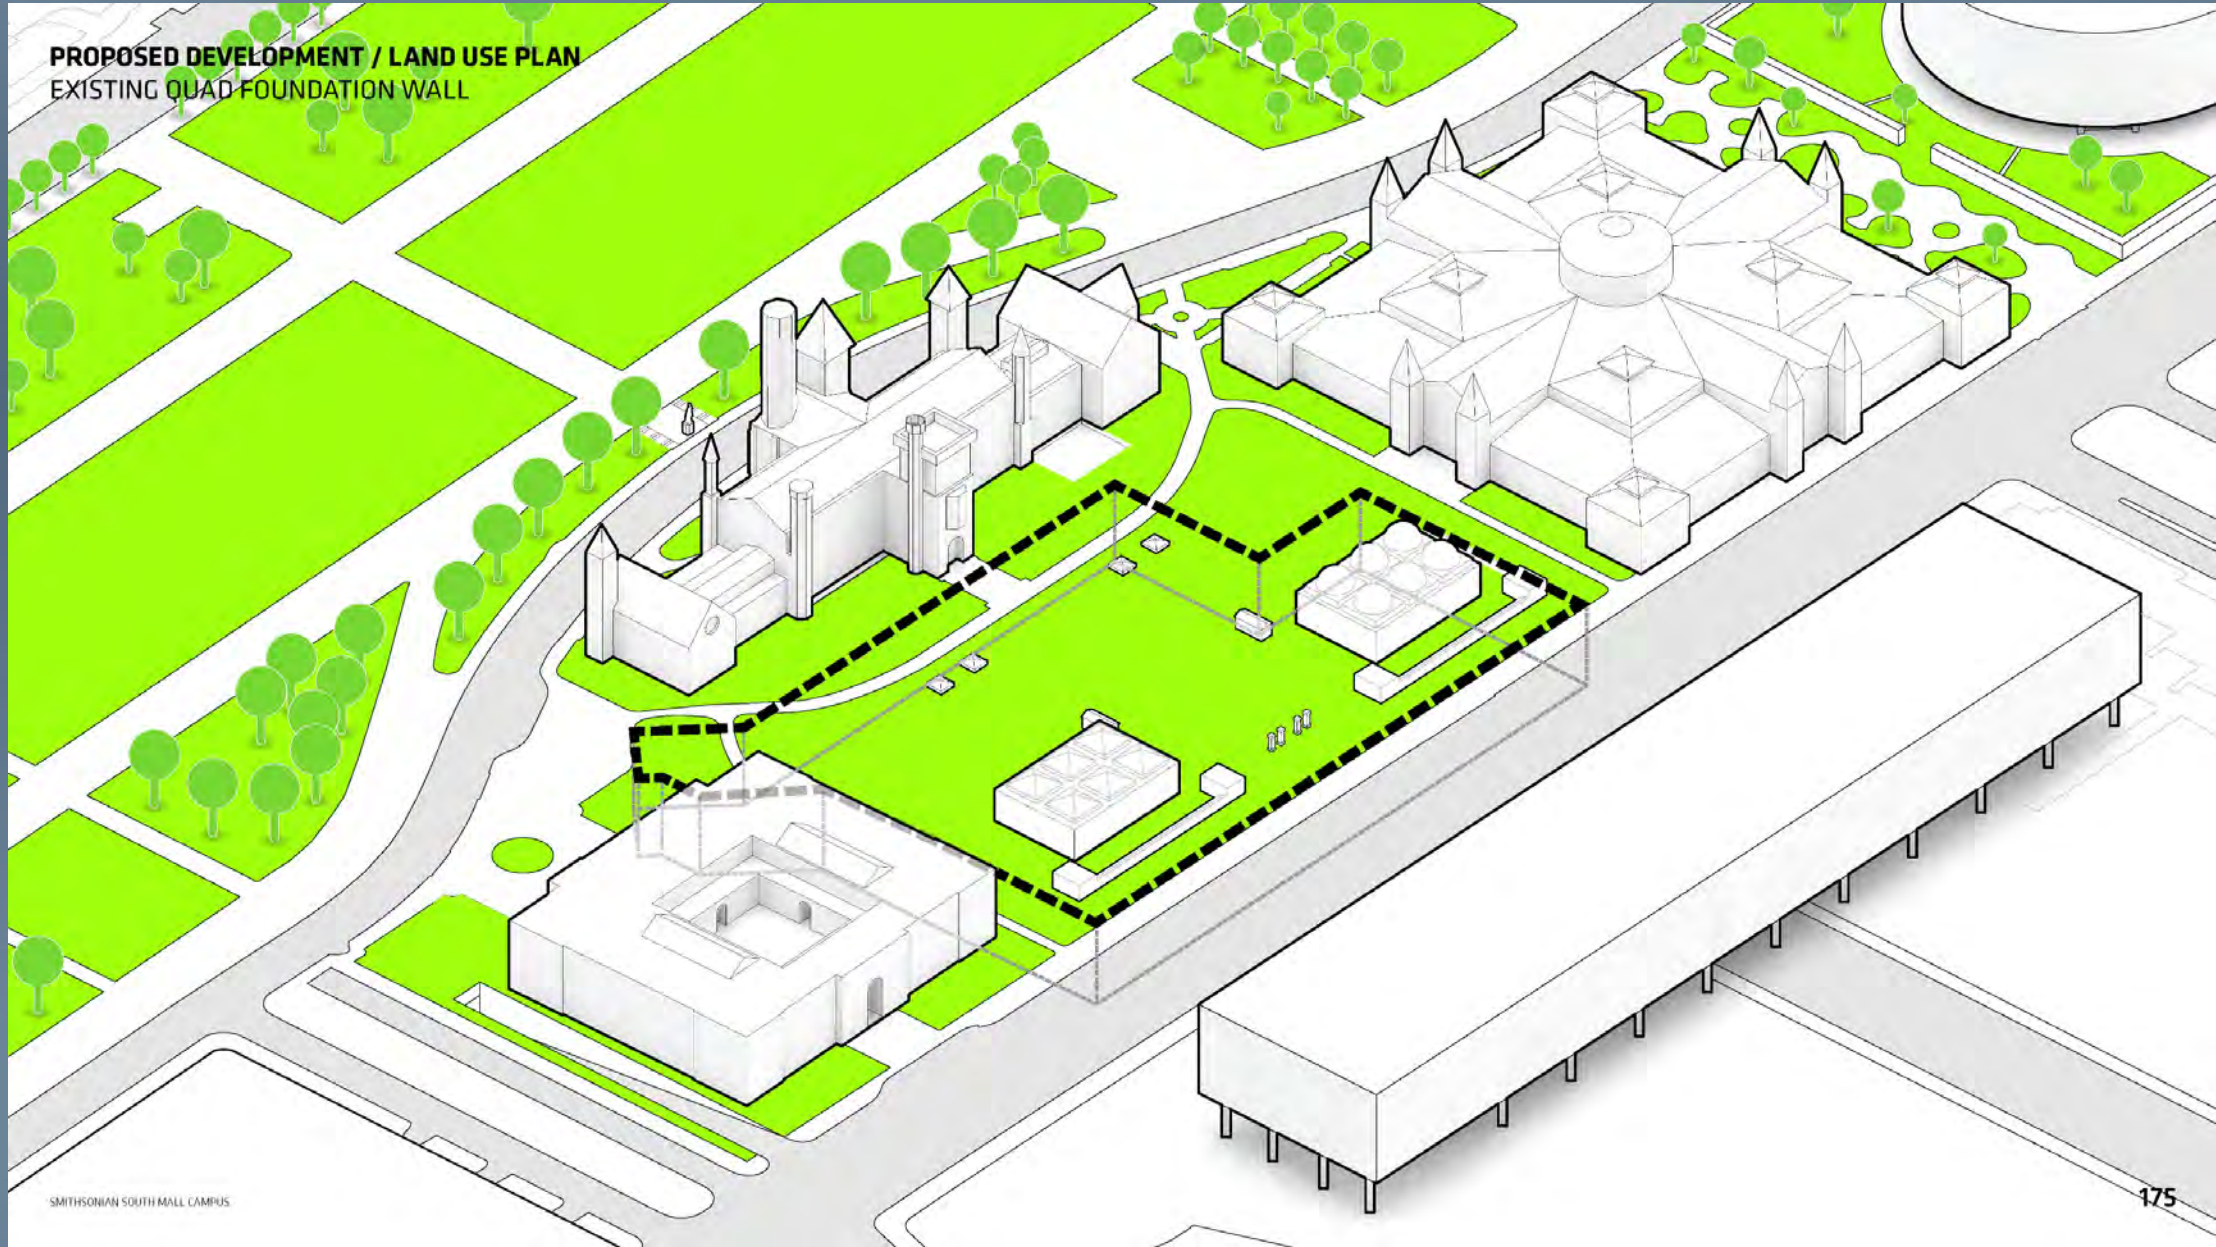 PROPOSED DEVELOPMENT / LAND USE PLAN
EXISTING QUAD FOUNDATION WALL
SMITHSONIAN SOUTH MALL CAMPUS
175